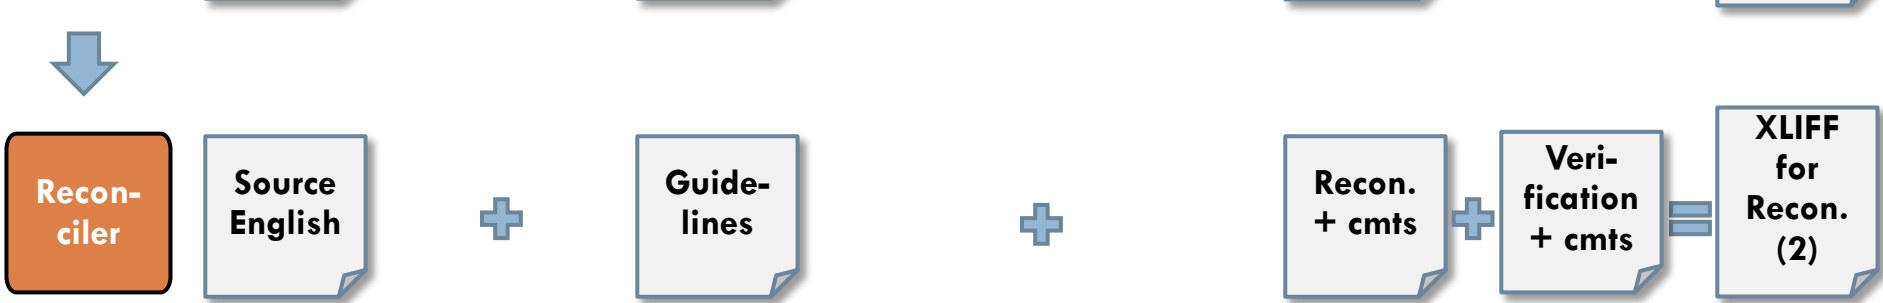 Recon-
ciler
Source
English
Guide-
lines
Recon.
+ cmts
Veri-
fication
+ cmts
XLIFF
for
Recon.
(2)